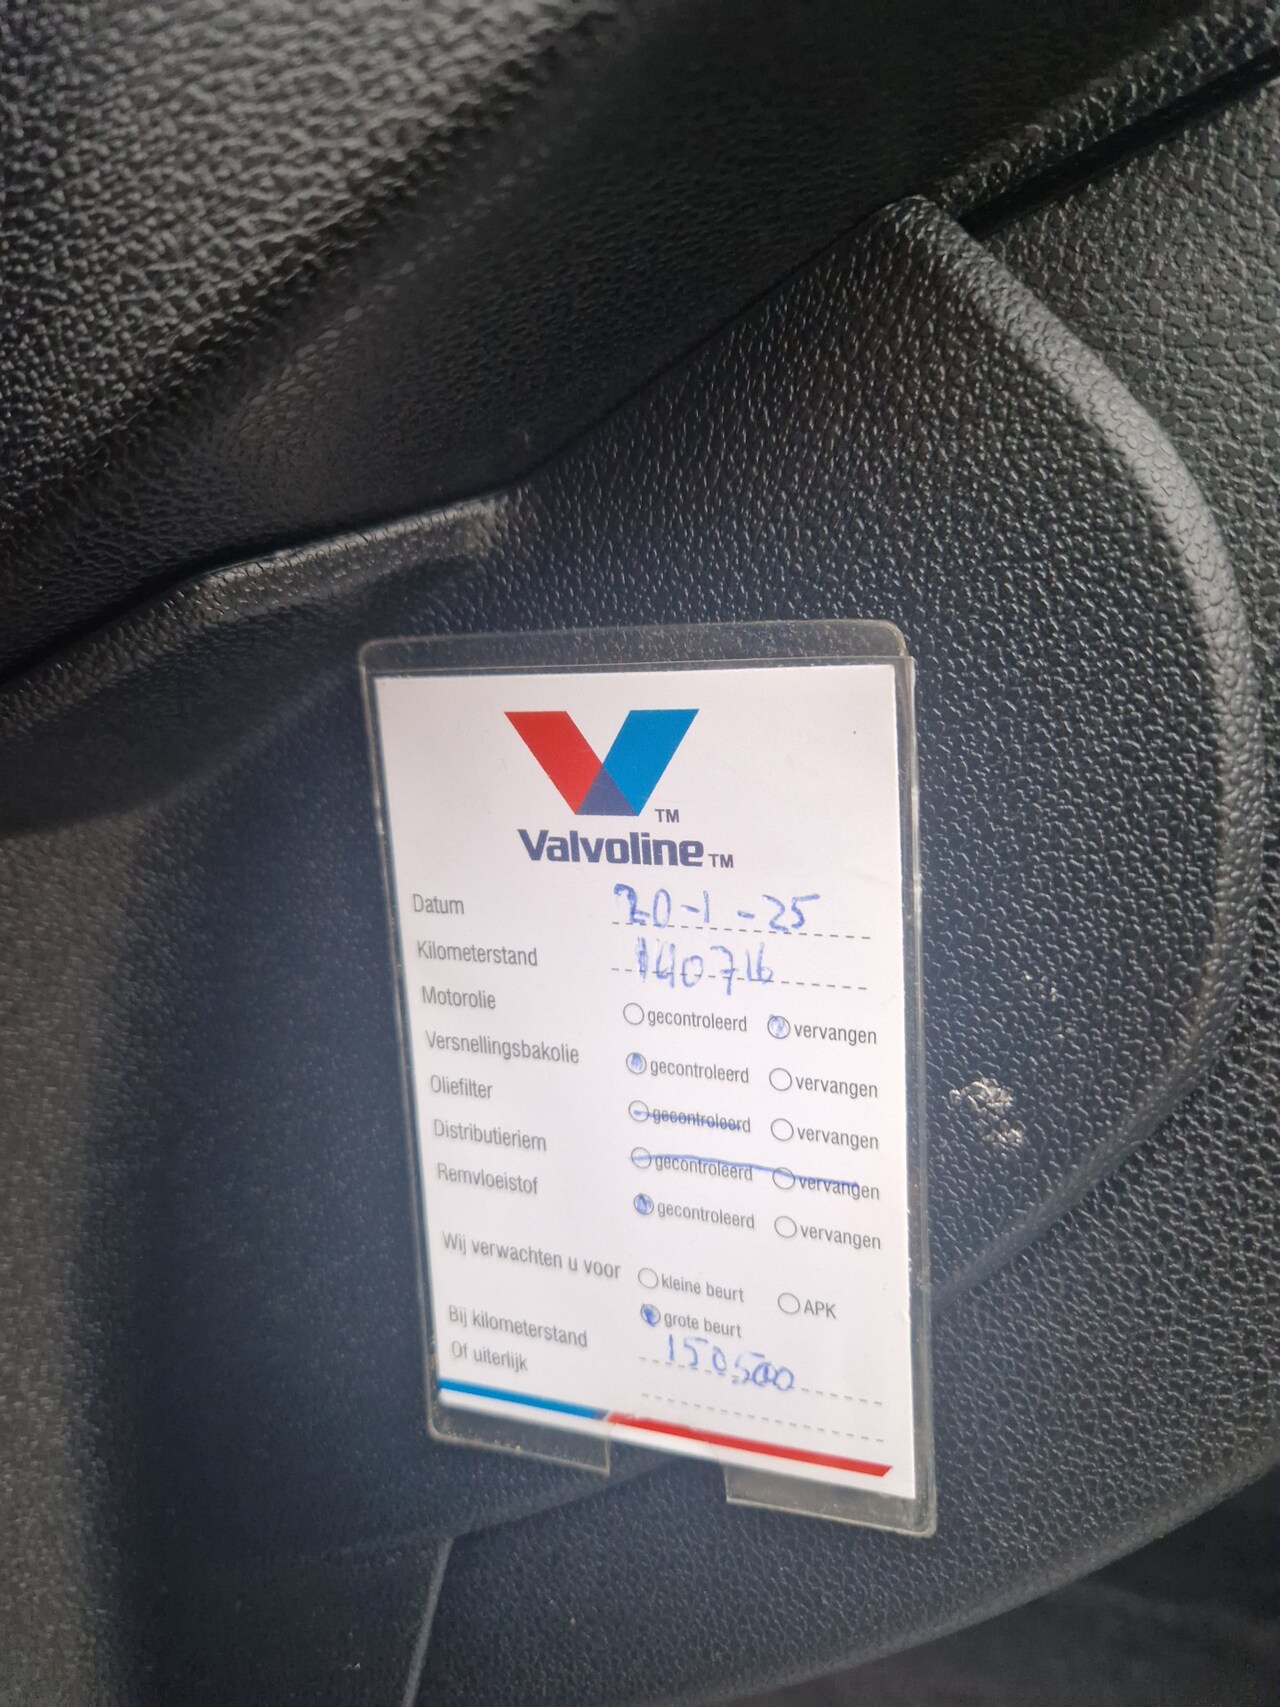 TM
Valvoline TM
Datum 20-1-25
Kilometerstand 140716
Motorolie gecontroleerd vervangen
Versnellingsbakolie gecontroleerd vervangen
Oliefilter gecontroleerd vervangen
Distributieriem gecontroleerd vervangen
Remvloeistof gecontroleerd vervangen
Wij verwachten u voor kleine beurt APK
grote beurt
Bij kilometerstand 150500
Of uiterlijk